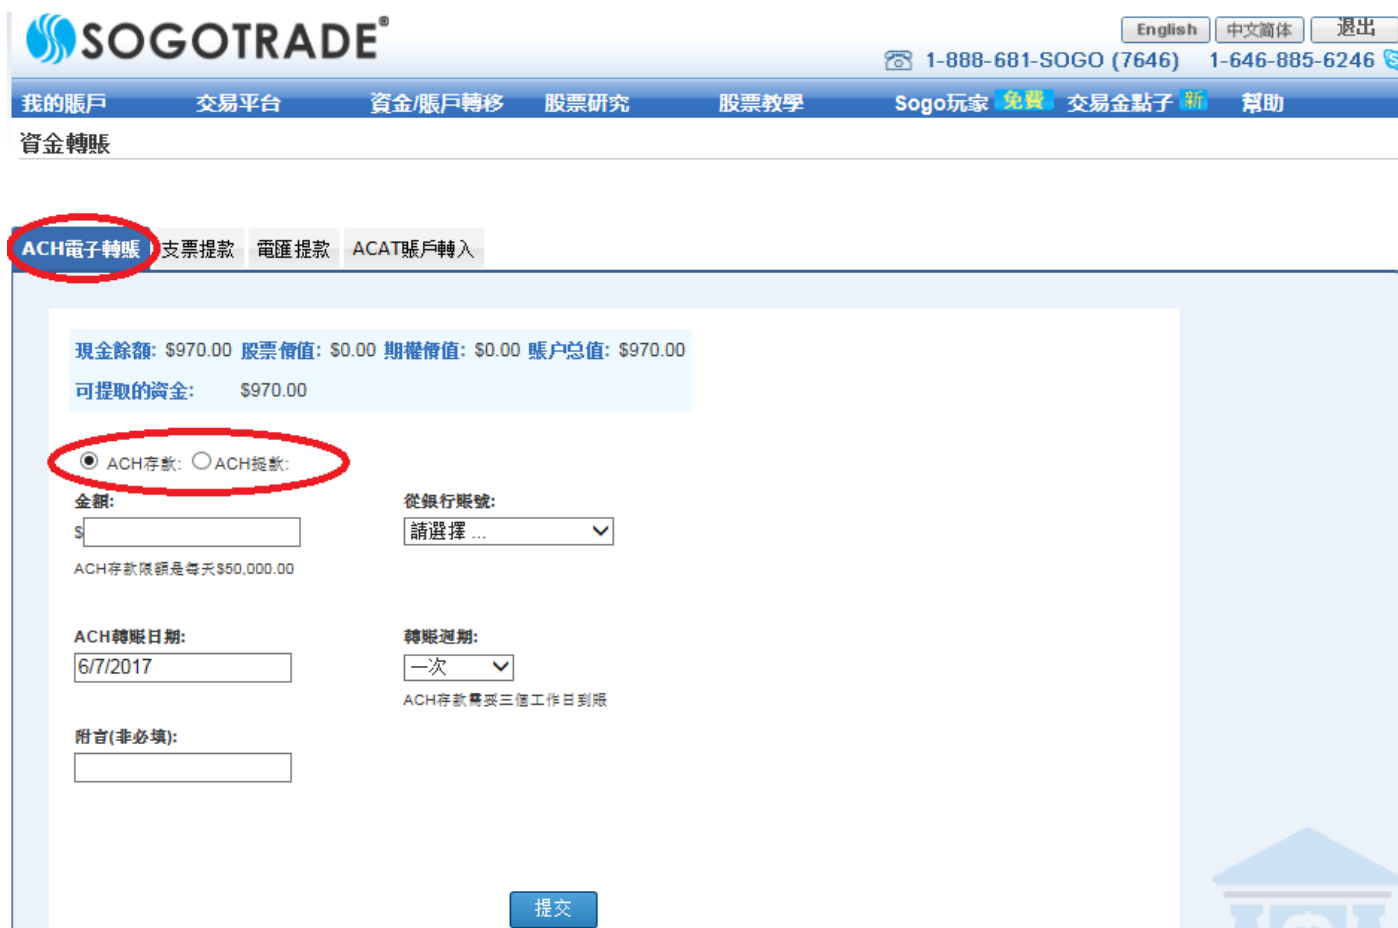 SOGOTRADE®
English 中文简体 退出
1-888-681-SOGO (7646) 1-646-885-6246
我的賬戶 交易平台 資金/賬戶轉移 股票研究 股票教學 Sogo玩家 免費 交易金點子 新 幫助
資金轉賬
ACH電子轉賬 支票提款 電匯提款 ACAT賬戶轉入
現金餘額: $970.00 股票價值: $0.00 期權價值: $0.00 賬户总值: $970.00
可提取的资金: $970.00
ACH存款: ACH提款:
金額: 從銀行賬號:
$ 請選擇 ...
ACH存款限額是每天$50,000.00
ACH轉賬日期: 轉賬週期:
6/7/2017 一次
ACH存款需要三個工作日到賬
附言(非必填):
提交